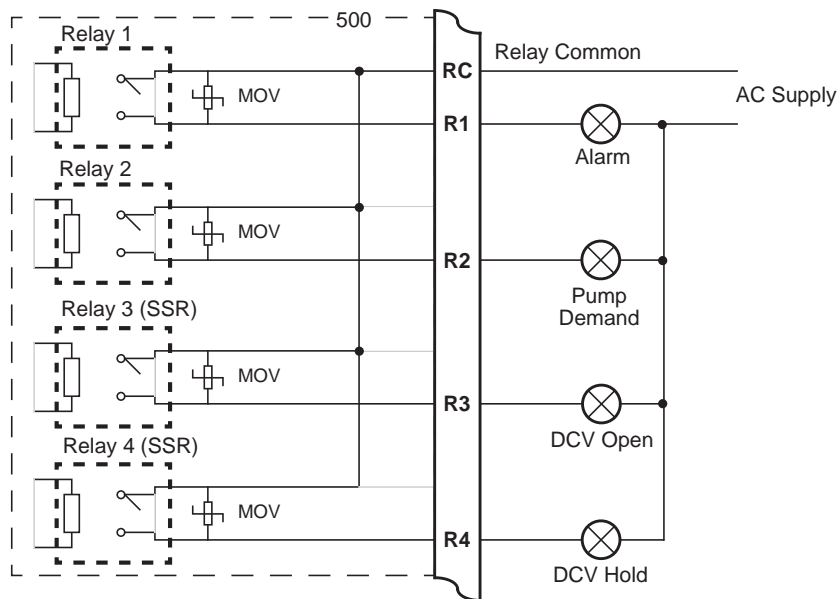 Relay 1
500
MOV
RC
Relay Common
AC Supply
R1
Alarm
Relay 2
MOV
R2
Pump
Demand
Relay 3 (SSR)
MOV
R3
DCV Open
Relay 4 (SSR)
MOV
R4
DCV Hold